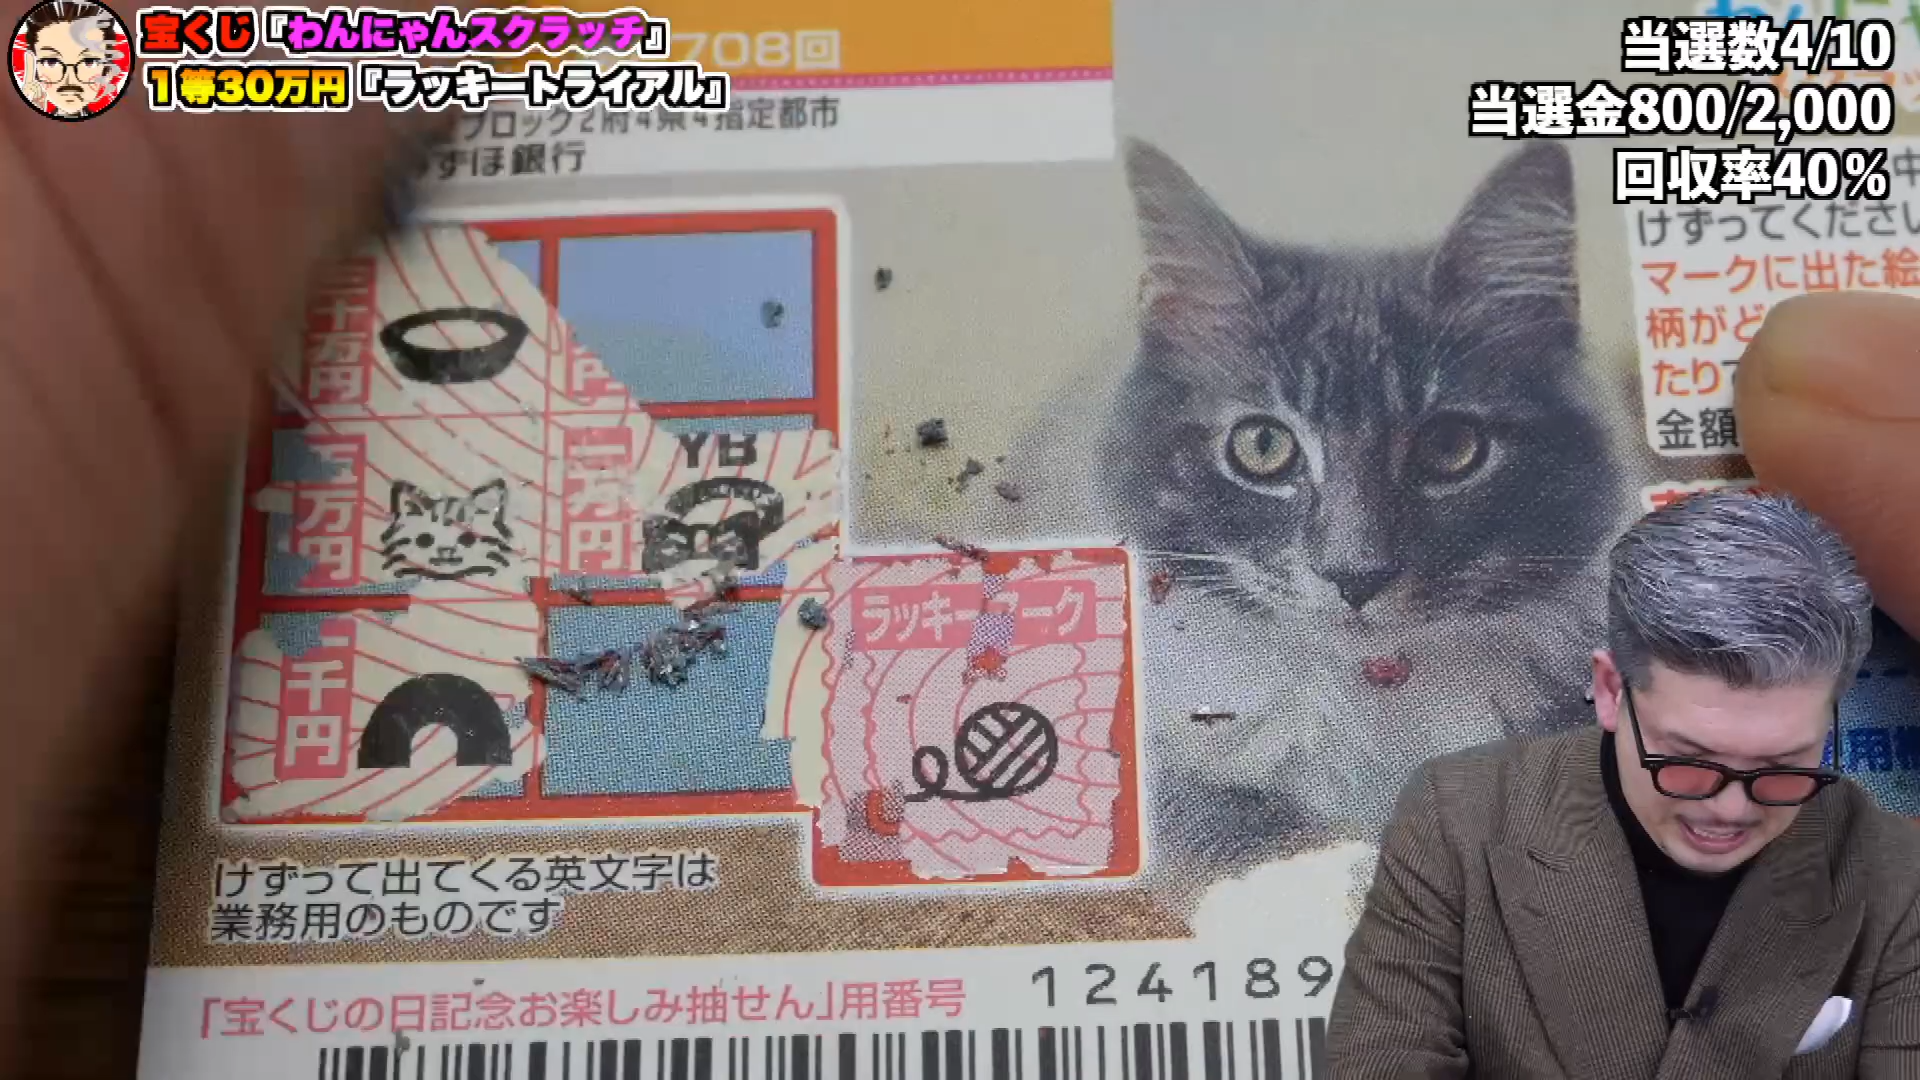 宝くじ『わんにゃんスクラッチ』
1等30万円『ラッキートライアル』
当選数4/10
当選金800/2,000
回収率40%
708回
ブロック2府4県4指定都市
みずほ銀行
けずってください
マークに出た絵
柄がど
たり
金額
三十万円
円
五万円
一万円
YB
一千円
ラッキーマーク
けずって出てくる英文字は
業務用のものです
「宝くじの日記念お楽しみ抽せん」用番号
124189